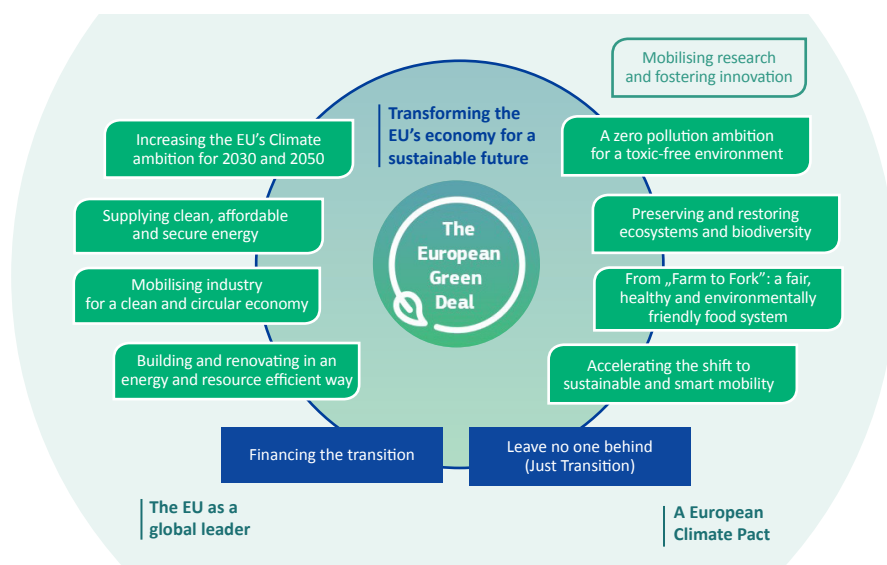 Mobilising research
and fostering innovation
Transforming the
EU's economy for a
sustainable future
Increasing the EU's Climate
ambition for 2030 and 2050
Supplying clean, affordable
and secure energy
Mobilising industry
for a clean and circular economy
Building and renovating in an
energy and resource efficient way
The
European
Green
Deal
A zero pollution ambition
for a toxic-free environment
Preserving and restoring
ecosystems and biodiversity
From „Farm to Fork": a fair,
healthy and environmentally
friendly food system
Accelerating the shift to
sustainable and smart mobility
Financing the transition
Leave no one behind
(Just Transition)
The EU as a
global leader
A European
Climate Pact